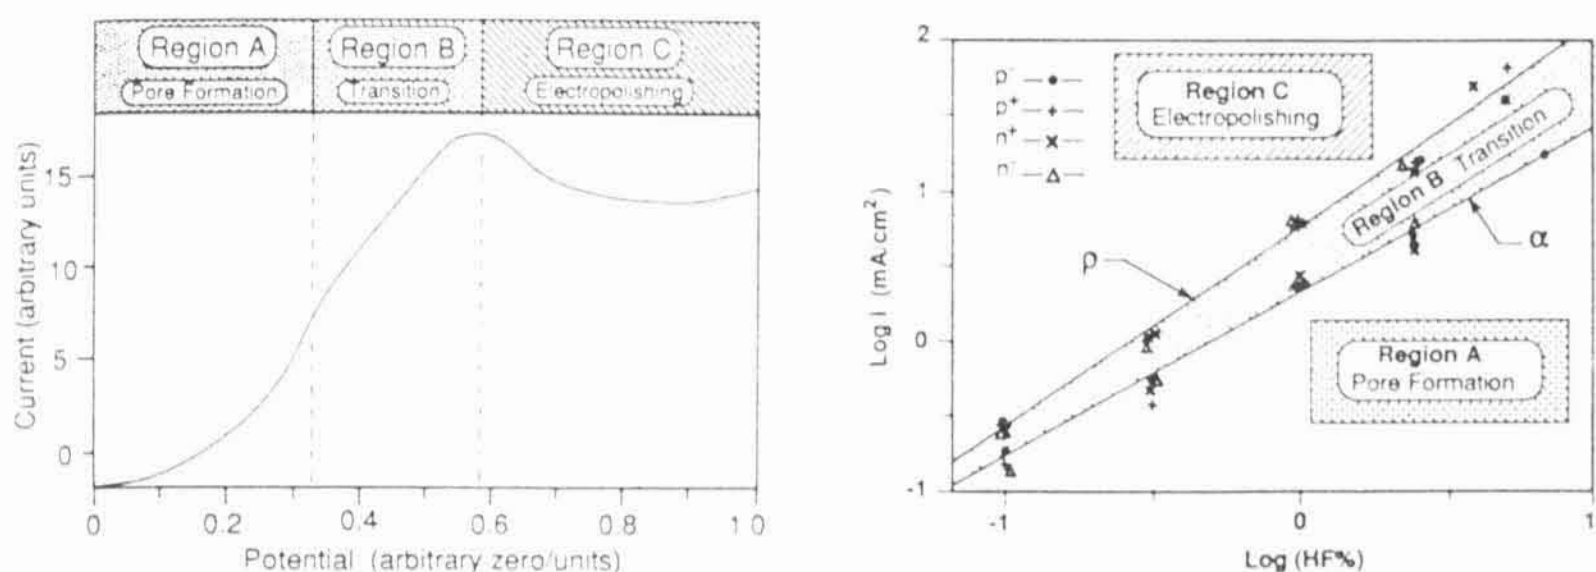 Region A
Region B
Region C
Pore Formation
Transition
Electropolishing
15
10
5
0
Current (arbitrary units)
0
0.2
0.4
0.6
0.8
1.0
Potential (arbitrary zero/units)
2
1
0
-1
Log I (mA.cm²)
p⁻
p⁺
n⁺
n⁻
Region C
Electropolishing
Region B Transition
ρ
α
Region A
Pore Formation
-1
0
1
Log (HF%)